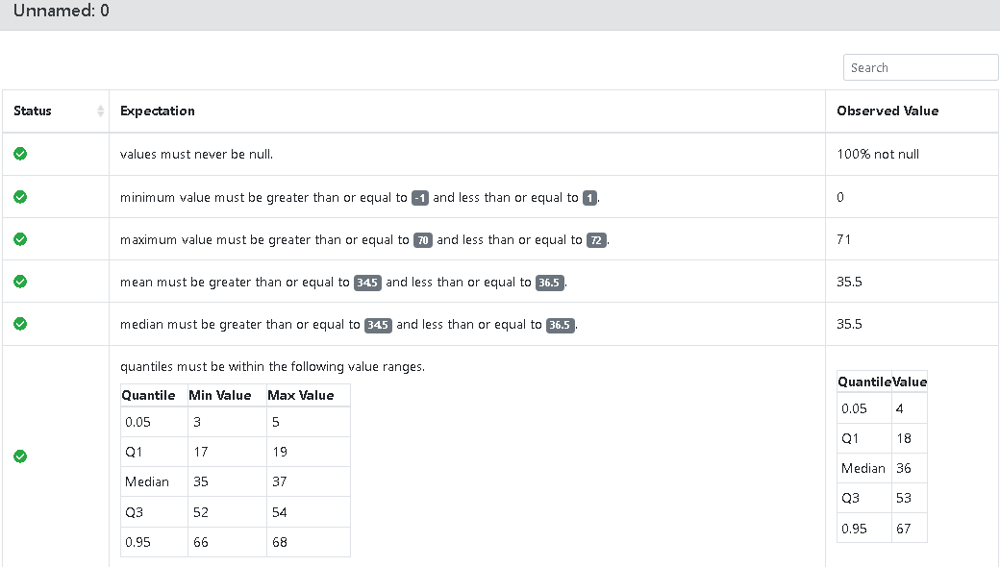 Unnamed: 0
Search
Status Expectation Observed Value
values must never be null. 100% not null
minimum value must be greater than or equal to -1 and less than or equal to 1. 0
maximum value must be greater than or equal to 70 and less than or equal to 72. 71
mean must be greater than or equal to 34.5 and less than or equal to 36.5. 35.5
median must be greater than or equal to 34.5 and less than or equal to 36.5. 35.5
quantiles must be within the following value ranges.
Quantile Min Value Max Value
0.05 3 5
Q1 17 19
Median 35 37
Q3 52 54
0.95 66 68
Quantile Value
0.05 4
Q1 18
Median 36
Q3 53
0.95 67